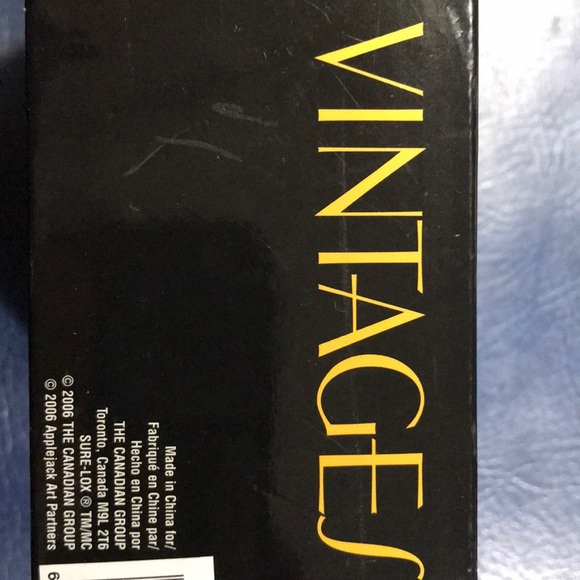 VINTAGES
Made in China for/
Fabriqué en Chine par/
Hecho en China por
THE CANADIAN GROUP
Toronto, Canada M9L 2T6
SURE-LOX ® TM/MC
© 2006 THE CANADIAN GROUP
© 2006 Applejack Art Partners
6